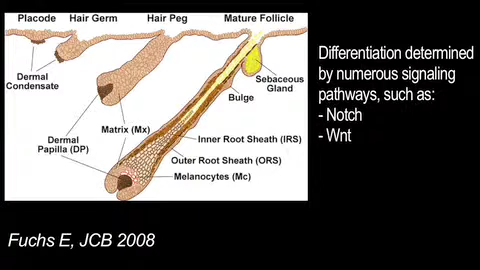 Placode
Hair Germ
Hair Peg
Mature Follicle
Dermal
Condensate
Sebaceous
Gland
Bulge
Matrix (Mx)
Inner Root Sheath (IRS)
Dermal
Papilla (DP)
Outer Root Sheath (ORS)
Melanocytes (Mc)
Differentiation determined
by numerous signaling
pathways, such as:
- Notch
- Wnt
Fuchs E, JCB 2008